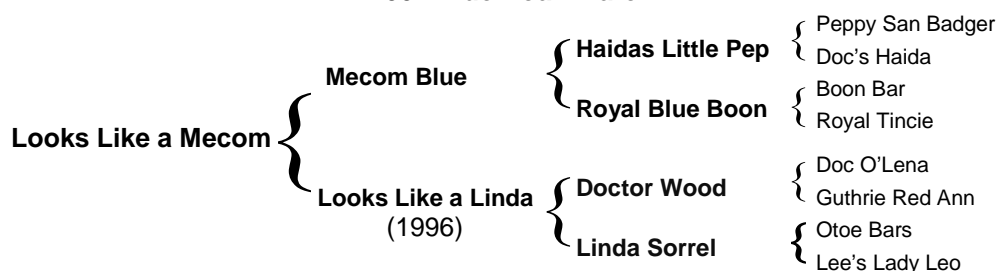 Peppy San Badger
Haidas Little Pep
Doc's Haida
Mecom Blue
Boon Bar
Royal Blue Boon
Royal Tincie
Looks Like a Mecom
Doc O'Lena
Doctor Wood
Guthrie Red Ann
Looks Like a Linda
(1996)
Otoe Bars
Linda Sorrel
Lee's Lady Leo